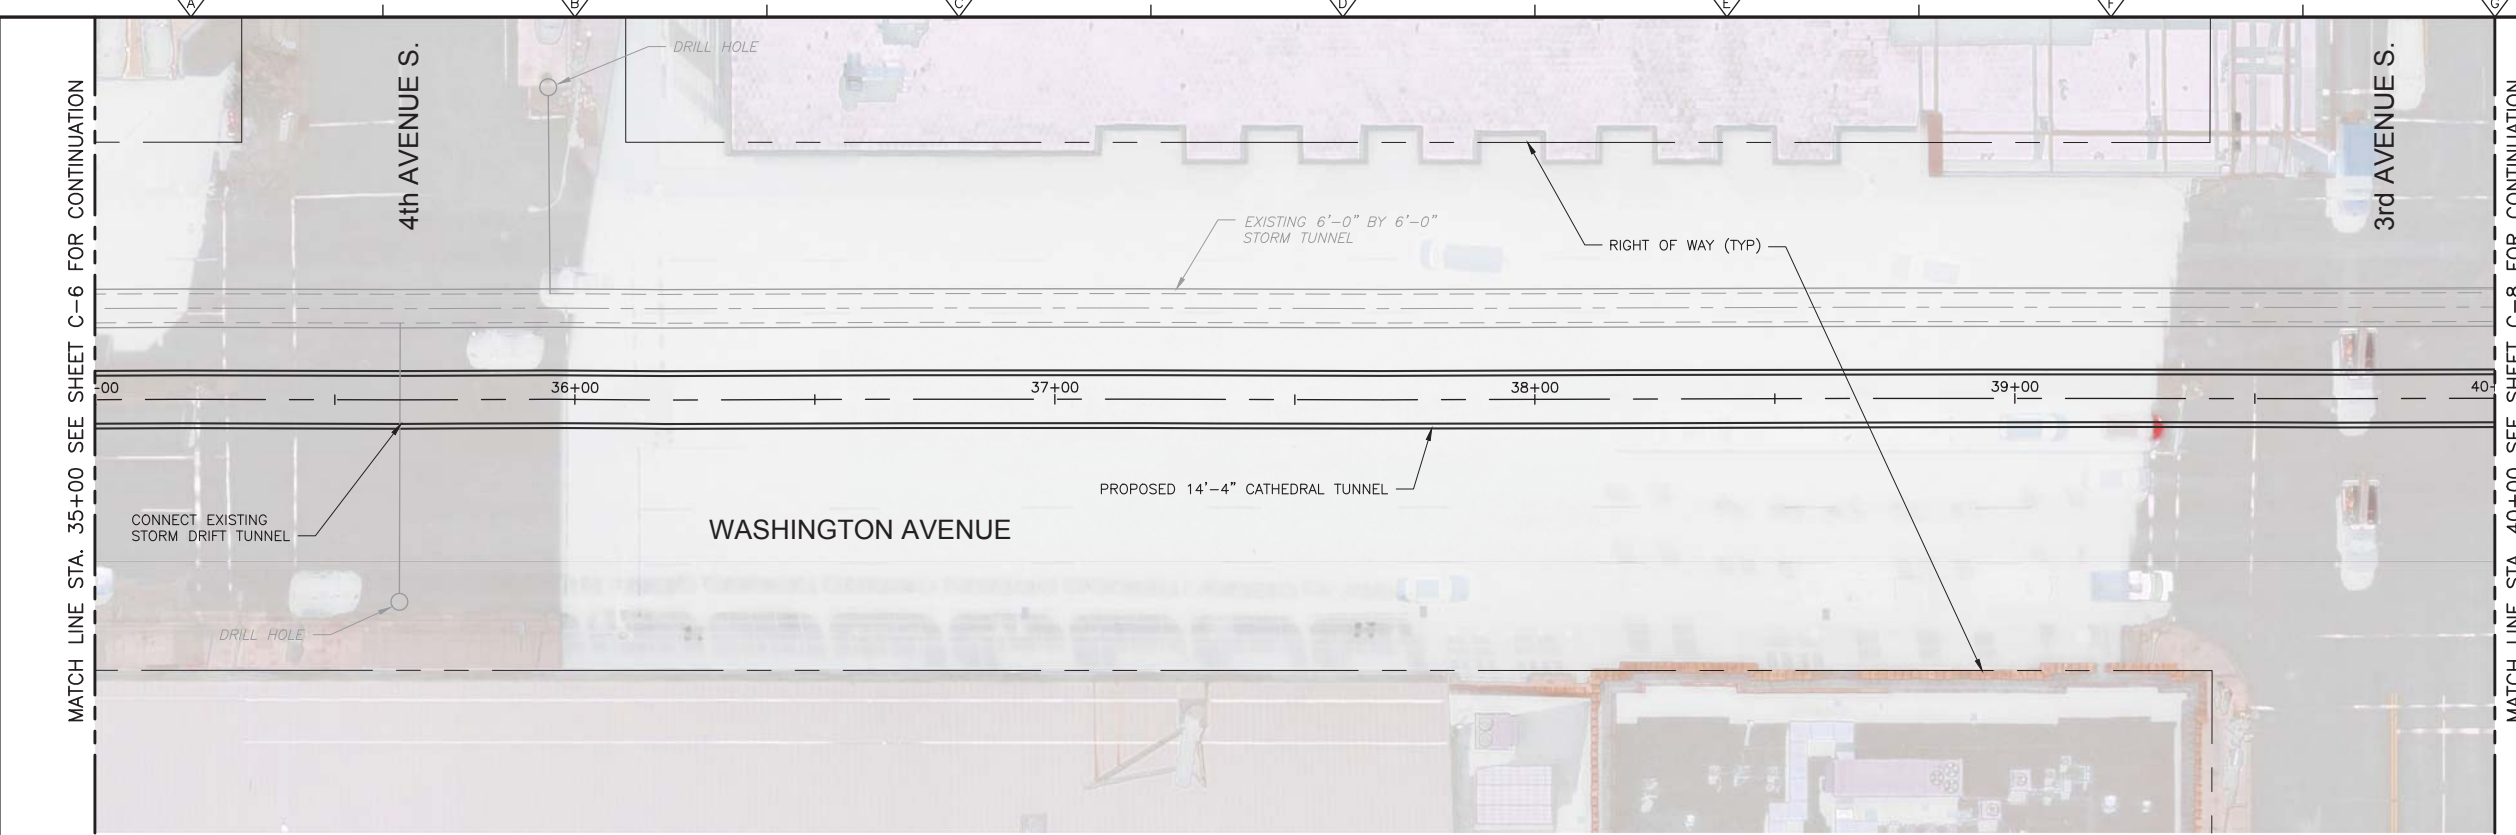 A
B
C
D
E
F
G
MATCH LINE STA. 35+00 SEE SHEET C-6 FOR CONTINUATION
4th AVENUE S.
DRILL HOLE
EXISTING 6'-0" BY 6'-0"
STORM TUNNEL
RIGHT OF WAY (TYP)
3rd AVENUE S.
MATCH LINE STA. 40+00 SEE SHEET C-8 FOR CONTINUATION
-00
36+00
37+00
38+00
39+00
40-
PROPOSED 14'-4" CATHEDRAL TUNNEL
CONNECT EXISTING
STORM DRIFT TUNNEL
WASHINGTON AVENUE
DRILL HOLE